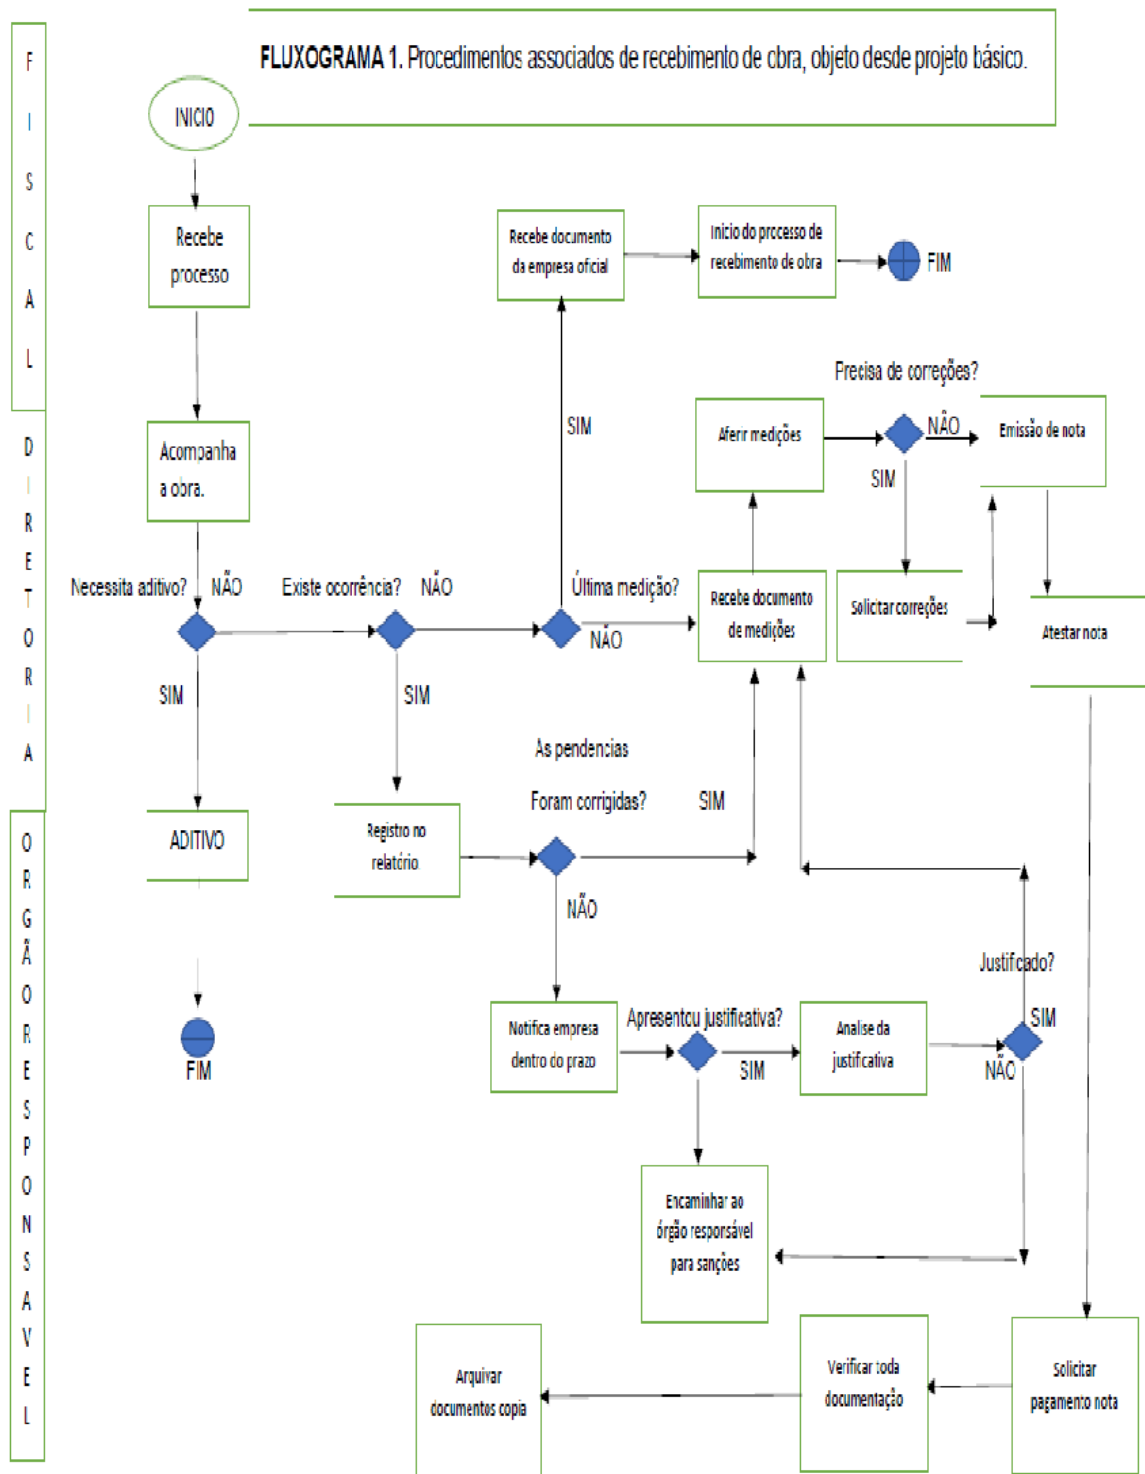 FLUXOGRAMA 1. Procedimentos associados de recebimento de obra, objeto desde projeto básico.
F
I
S
C
A
L
D
I
R
E
T
O
R
I
A
O
R
G
Ã
O
R
E
S
P
O
N
S
A
V
E
L
INICIO
Recebe
processo
Recebe documento
da empresa oficial
Inicio do processo de
recebimento de obra
FIM
Precisa de correções?
SIM
Acompanha
a obra.
Aferir medições
NÃO
Emissão de nota
SIM
Necessita aditivo?
NÃO
Existe ocorrência?
NÃO
Última medição?
NÃO
Recebe documento
de medições
Solicitar correções
Atestar nota
SIM
SIM
As pendencias
Foram corrigidas?
SIM
ADITIVO
Registro no
relatório
NÃO
FIM
Notifica empresa
dentro do prazo
Apresentou justificativa?
SIM
Analise da
justificativa
Justificado?
SIM
NÃO
Encaminhar ao
órgão responsável
para sanções
Arquivar
documentos copia
Verificar toda
documentação
Solicitar
pagamento nota